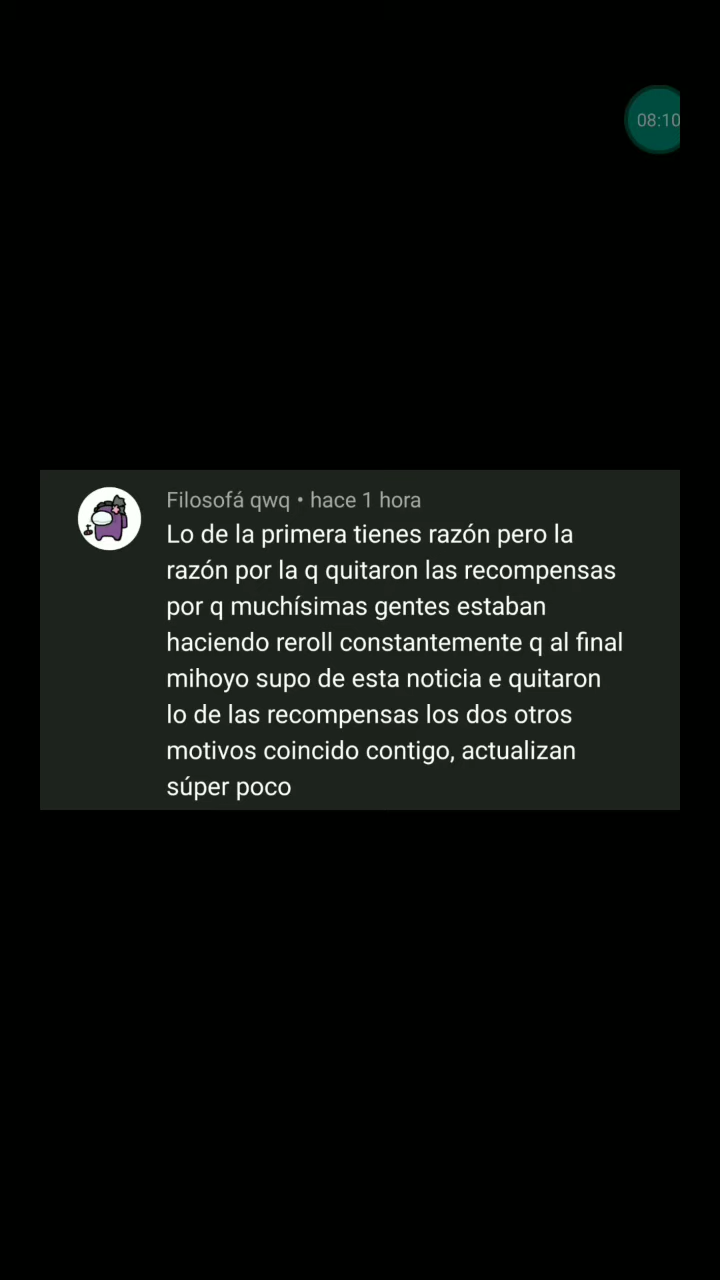 08:10
Filosofá qwq • hace 1 hora
Lo de la primera tienes razón pero la
razón por la q quitaron las recompensas
por q muchísimas gentes estaban
haciendo reroll constantemente q al final
mihoyo supo de esta noticia e quitaron
lo de las recompensas los dos otros
motivos coincido contigo, actualizan
súper poco